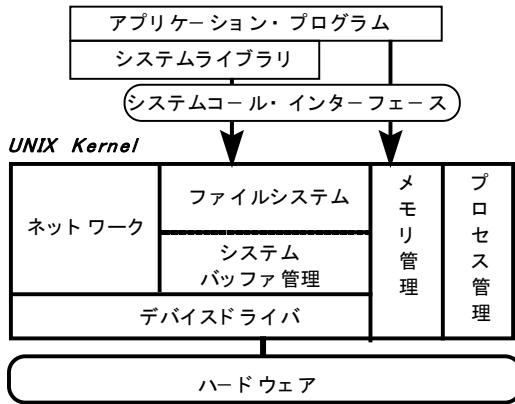 アプリケーション・プログラム
システムライブラリ
システムコール・インターフェース
UNIX Kernel
ネットワーク
ファイルシステム
システム
バッファ管理
デバイスドライバ
メモリ管理
プロセス管理
ハードウェア